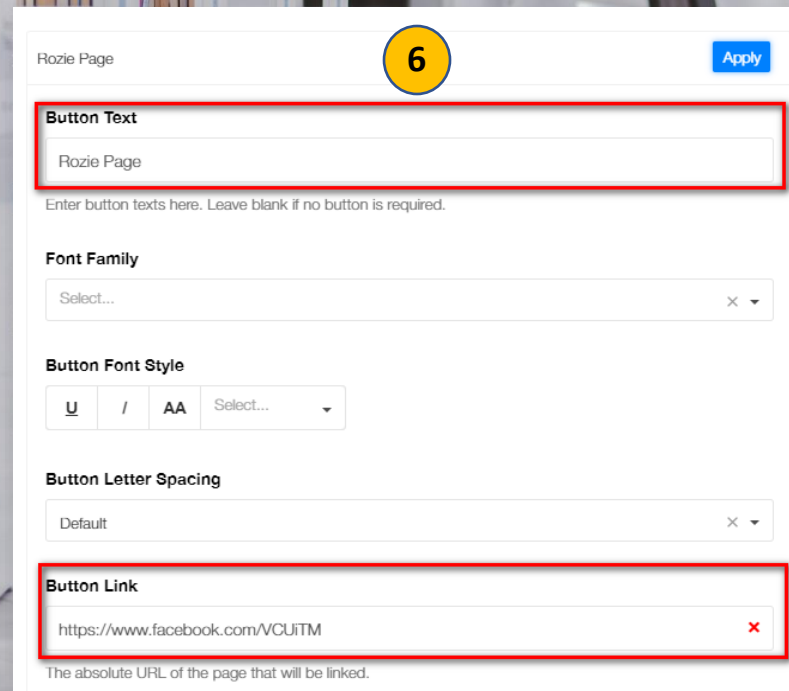 6
Rozie Page
Apply
Button Text
Rozie Page
Enter button texts here. Leave blank if no button is required.
Font Family
Select...
Button Font Style
U I AA Select...
Button Letter Spacing
Default
Button Link
https://www.facebook.com/VCUiTM
The absolute URL of the page that will be linked.